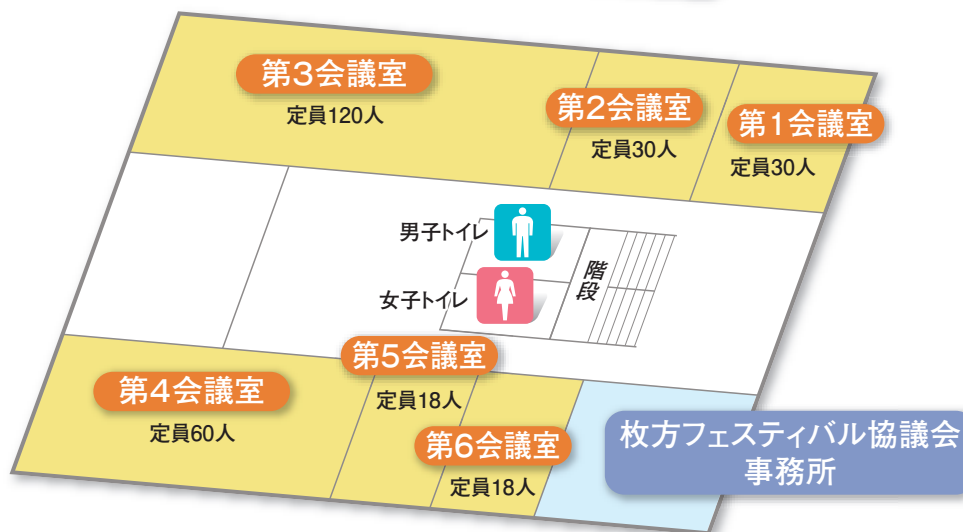 第3会議室
定員120人
第2会議室
定員30人
第1会議室
定員30人
男子トイレ
女子トイレ
階段
第5会議室
定員18人
第4会議室
定員60人
第6会議室
定員18人
枚方フェスティバル協議会
事務所